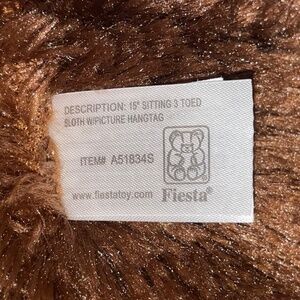 DESCRIPTION: 15" SITTING 3 TOED
SLOTH W/PICTURE HANGTAG
ITEM# A51834S
www.fiestatoy.com Fiesta®